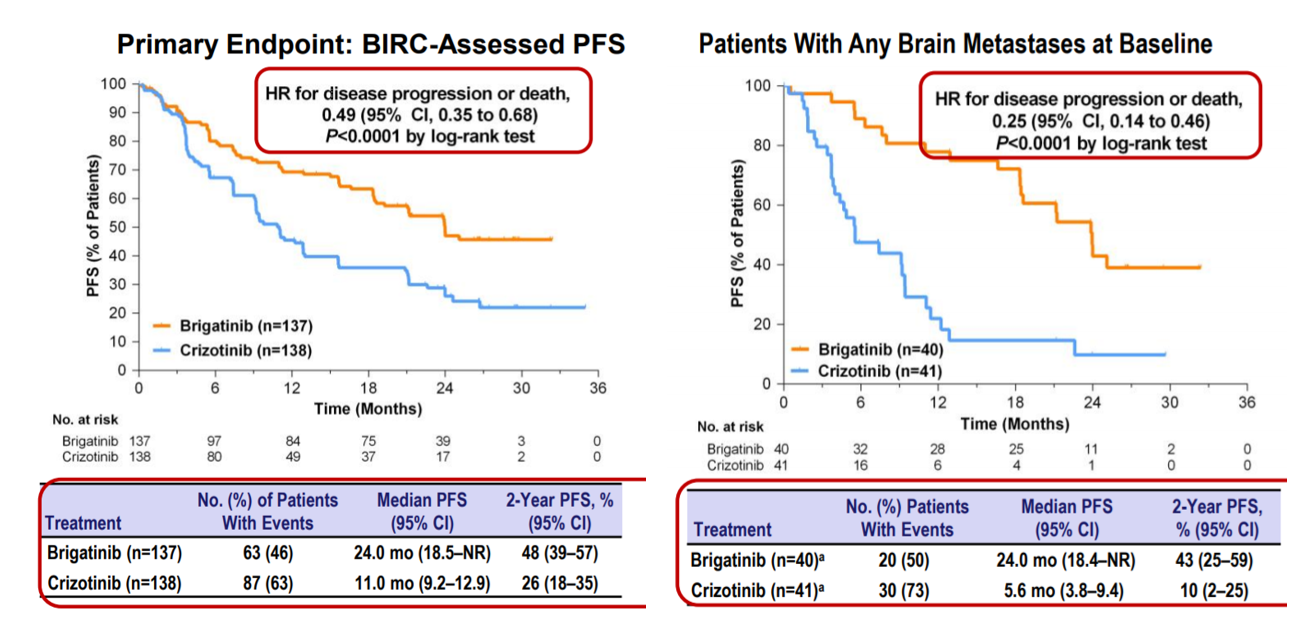 Primary Endpoint: BIRC-Assessed PFS
HR for disease progression or death,
0.49 (95% CI, 0.35 to 0.68)
P<0.0001 by log-rank test
PFS (% of Patients)
100
90
80
70
60
50
40
30
20
10
0
Brigatinib (n=137)
Crizotinib (n=138)
0 6 12 18 24 30 36
Time (Months)
No. at risk
Brigatinib 137 97 84 75 39 3 0
Crizotinib 138 80 49 37 17 2 0
Treatment No. (%) of Patients With Events Median PFS (95% CI) 2-Year PFS, % (95% CI)
Brigatinib (n=137) 63 (46) 24.0 mo (18.5–NR) 48 (39–57)
Crizotinib (n=138) 87 (63) 11.0 mo (9.2–12.9) 26 (18–35)
Patients With Any Brain Metastases at Baseline
HR for disease progression or death,
0.25 (95% CI, 0.14 to 0.46)
P<0.0001 by log-rank test
PFS (% of Patients)
100
80
60
40
20
0
Brigatinib (n=40)
Crizotinib (n=41)
0 6 12 18 24 30 36
Time (Months)
No. at risk
Brigatinib 40 32 28 25 11 2 0
Crizotinib 41 16 6 4 1 0 0
Treatment No. (%) Patients With Events Median PFS (95% CI) 2-Year PFS, % (95% CI)
Brigatinib (n=40)ᵃ 20 (50) 24.0 mo (18.4–NR) 43 (25–59)
Crizotinib (n=41)ᵃ 30 (73) 5.6 mo (3.8–9.4) 10 (2–25)